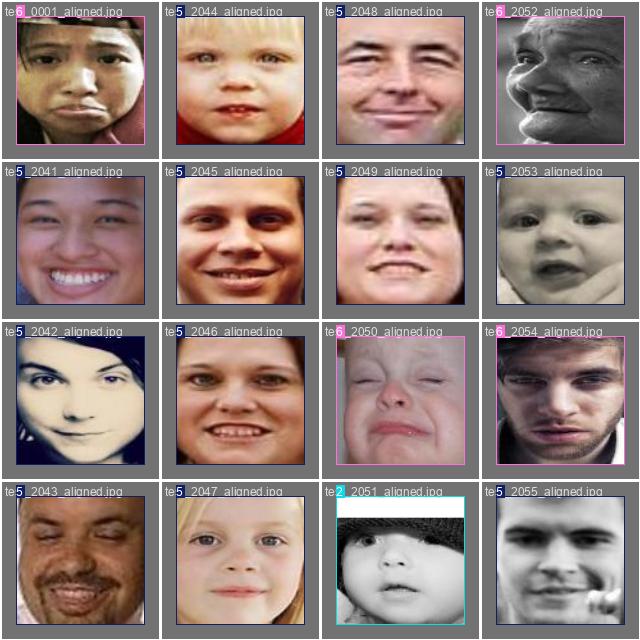 te6_0001_aligned.jpg
te5_2044_aligned.jpg
te5_2048_aligned.jpg
te6_2052_aligned.jpg
te5_2041_aligned.jpg
te5_2045_aligned.jpg
te5_2049_aligned.jpg
te5_2053_aligned.jpg
te5_2042_aligned.jpg
te5_2046_aligned.jpg
te6_2050_aligned.jpg
te6_2054_aligned.jpg
te5_2043_aligned.jpg
te5_2047_aligned.jpg
te2_2051_aligned.jpg
te5_2055_aligned.jpg